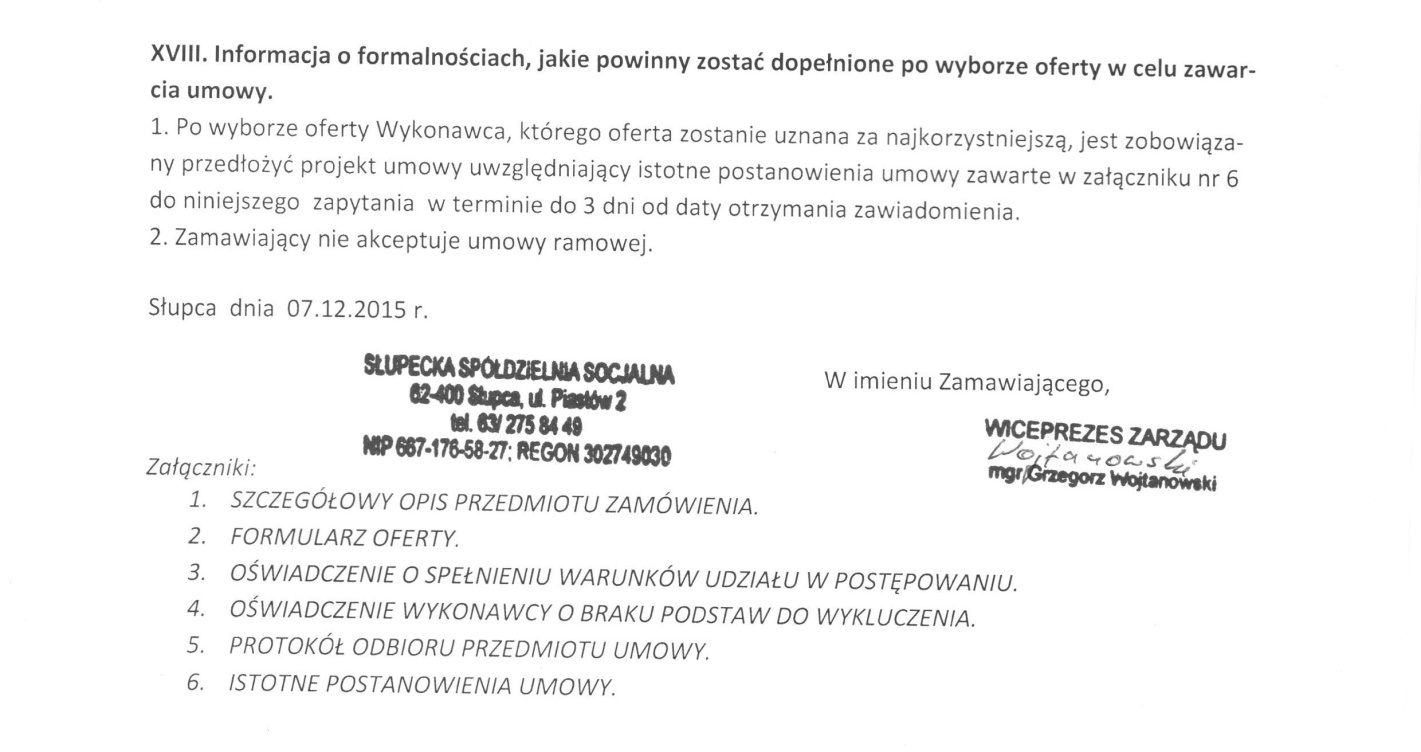 XVIII. Informacja o formalnościach, jakie powinny zostać dopełnione po wyborze oferty w celu zawar-
cia umowy.
1. Po wyborze oferty Wykonawca, którego oferta zostanie uznana za najkorzystniejszą, jest zobowiąza-
ny przedłożyć projekt umowy uwzględniający istotne postanowienia umowy zawarte w załączniku nr 6
do niniejszego zapytania w terminie do 3 dni od daty otrzymania zawiadomienia.
2. Zamawiający nie akceptuje umowy ramowej.
Słupca dnia 07.12.2015 r.
SŁUPECKA SPÓŁDZIELNIA SOCJALNA
62-400 Słupca, ul. Piastów 2
tel. 63/ 275 84 49
NIP 667-176-58-27; REGON 302749030
W imieniu Zamawiającego,
WICEPREZES ZARZĄDU
Wojtanowski
mgr Grzegorz Wojtanowski
Załączniki:
1. SZCZEGÓŁOWY OPIS PRZEDMIOTU ZAMÓWIENIA.
2. FORMULARZ OFERTY.
3. OŚWIADCZENIE O SPEŁNIENIU WARUNKÓW UDZIAŁU W POSTĘPOWANIU.
4. OŚWIADCZENIE WYKONAWCY O BRAKU PODSTAW DO WYKLUCZENIA.
5. PROTOKÓŁ ODBIORU PRZEDMIOTU UMOWY.
6. ISTOTNE POSTANOWIENIA UMOWY.